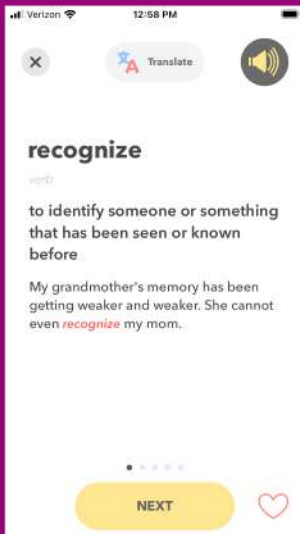 Verizon 12:58 PM
Translate
recognize
verb
to identify someone or something
that has been seen or known
before
My grandmother's memory has been
getting weaker and weaker. She cannot
even recognize my mom.
NEXT